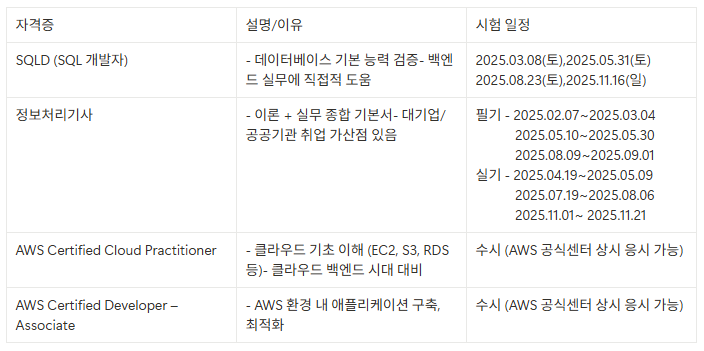 자격증
설명/이유
시험 일정
SQLD (SQL 개발자)
- 데이터베이스 기본 능력 검증- 백엔
드 실무에 직접적 도움
2025.03.08(토),2025.05.31(토)
2025.08.23(토),2025.11.16(일)
정보처리기사
- 이론 + 실무 종합 기본서- 대기업/
공공기관 취업 가산점 있음
필기 - 2025.02.07~2025.03.04
2025.05.10~2025.05.30
2025.08.09~2025.09.01
실기 - 2025.04.19~2025.05.09
2025.07.19~2025.08.06
2025.11.01~ 2025.11.21
AWS Certified Cloud Practitioner
- 클라우드 기초 이해 (EC2, S3, RDS
등)- 클라우드 백엔드 시대 대비
수시 (AWS 공식센터 상시 응시 가능)
AWS Certified Developer –
Associate
- AWS 환경 내 애플리케이션 구축,
최적화
수시 (AWS 공식센터 상시 응시 가능)